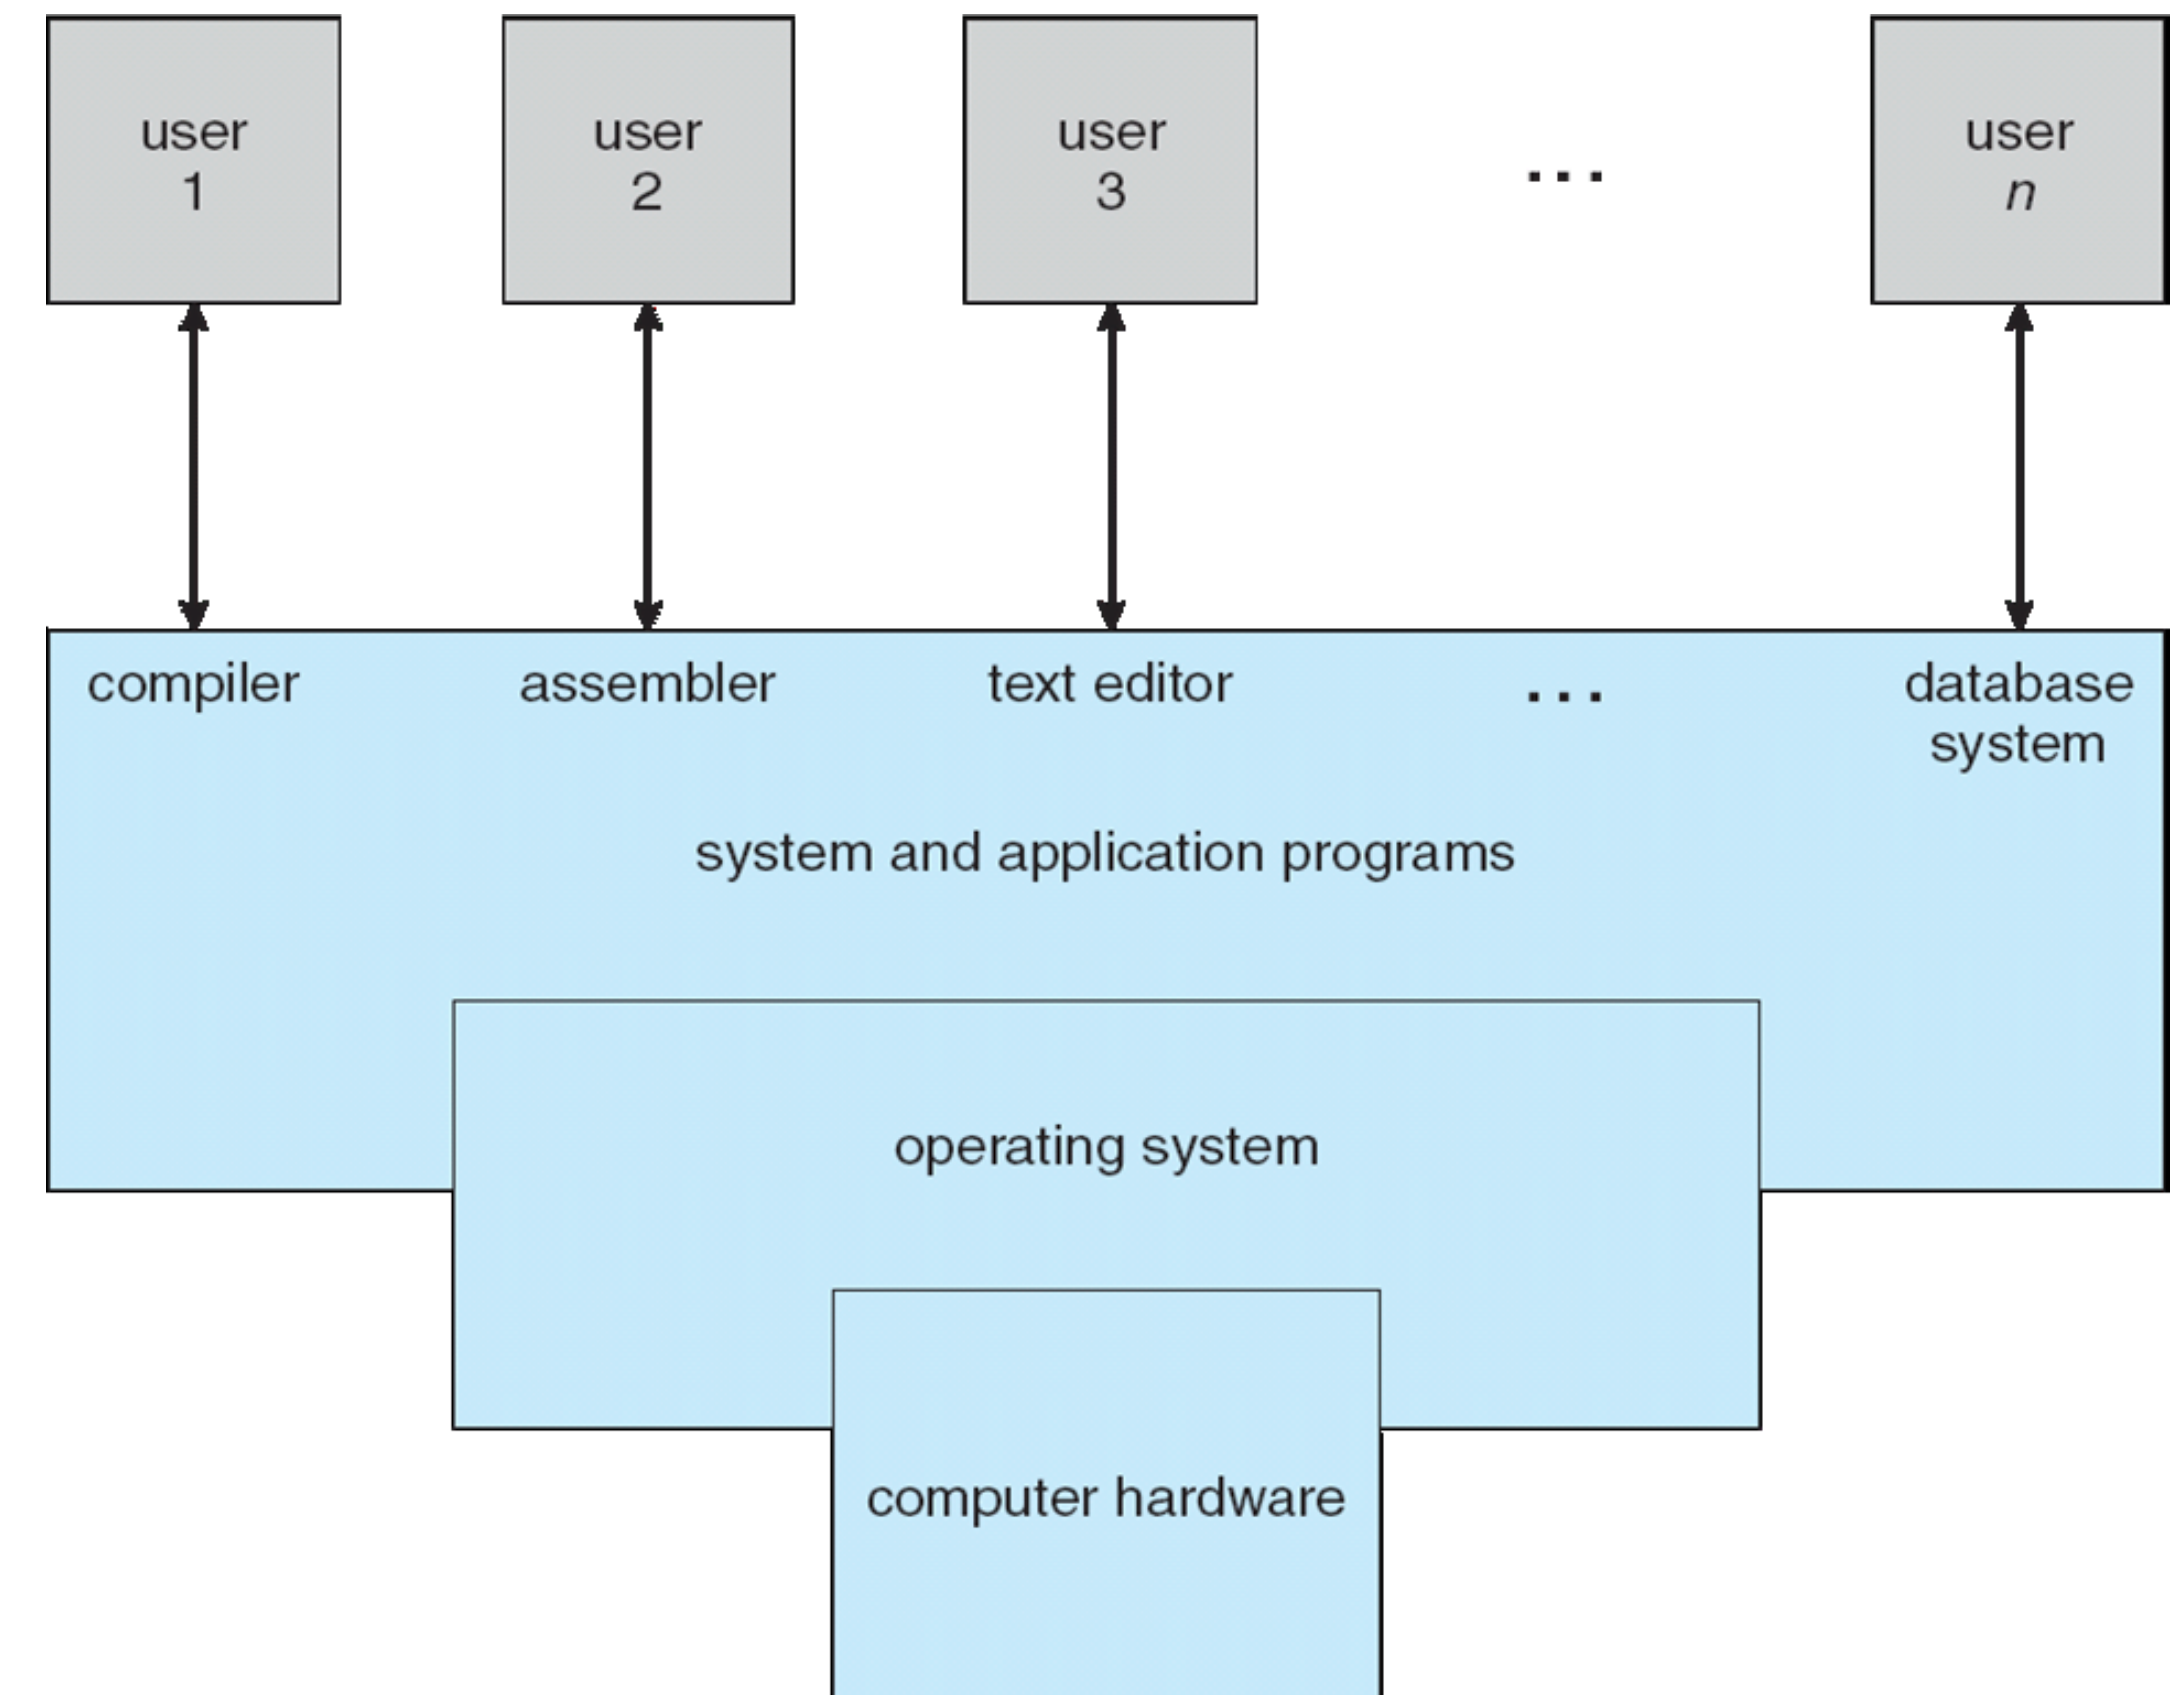 user
1
user
2
user
3
...
user
n
compiler
assembler
text editor
...
database
system
system and application programs
operating system
computer hardware